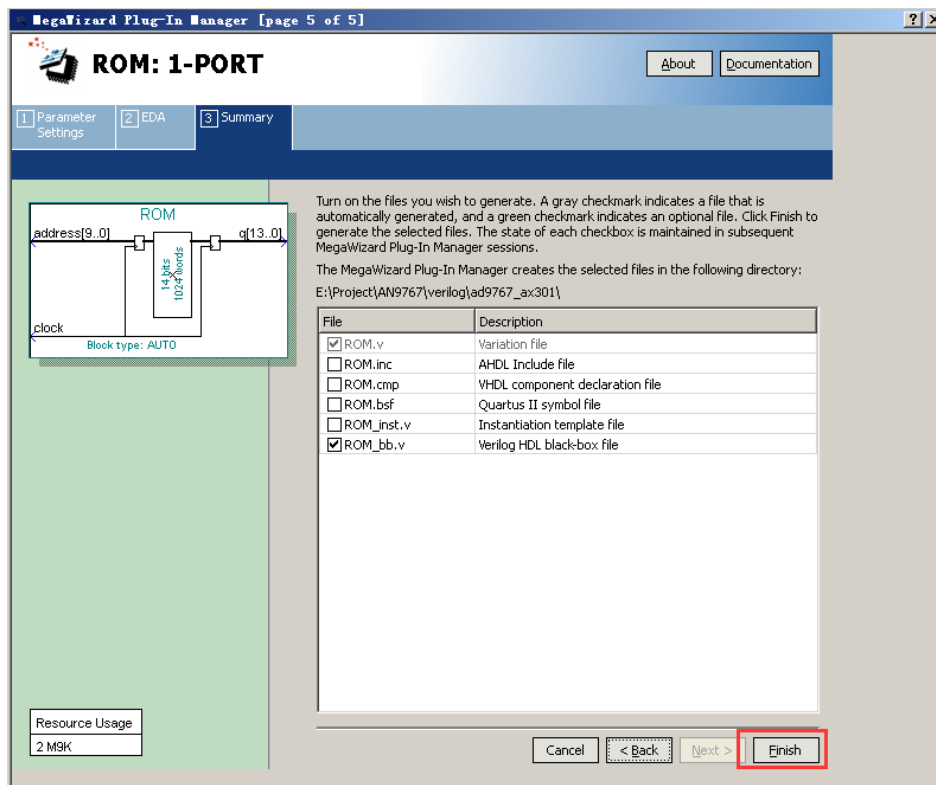 MegaWizard Plug-In Manager [page 5 of 5]
ROM: 1-PORT
About
Documentation
1 Parameter Settings
2 EDA
3 Summary
ROM
address[9..0]
q[13..0]
14 bits
1024 words
clock
Block type: AUTO
Turn on the files you wish to generate. A gray checkmark indicates a file that is
automatically generated, and a green checkmark indicates an optional file. Click Finish to
generate the selected files. The state of each checkbox is maintained in subsequent
MegaWizard Plug-In Manager sessions.
The MegaWizard Plug-In Manager creates the selected files in the following directory:
E:\Project\AN9767\verilog\ad9767_ax301\
File Description
ROM.v Variation file
ROM.inc AHDL Include file
ROM.cmp VHDL component declaration file
ROM.bsf Quartus II symbol file
ROM_inst.v Instantiation template file
ROM_bb.v Verilog HDL black-box file
Resource Usage
2 M9K
Cancel
< Back
Next >
Finish